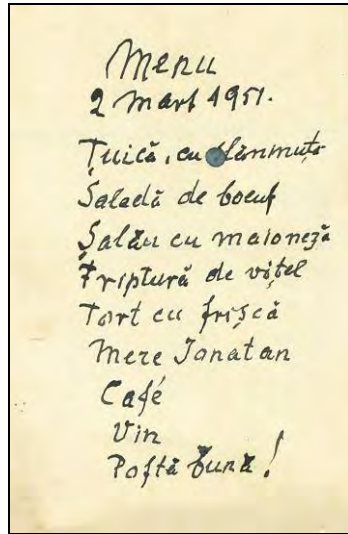 Menu
2 Mart 1951.
Țuică, cu
Saladă de boeuf
Șalău cu maioneză
Friptură de vițel
Tort cu frișcă
Mere Jonatan
Café
Vin
Poftă bună!